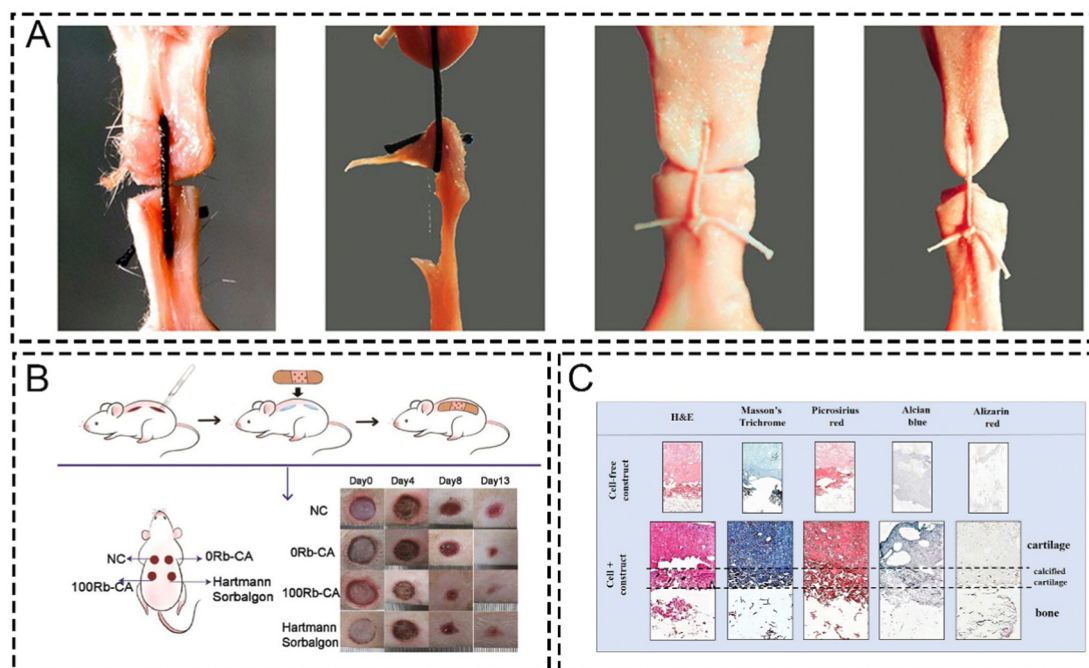 A
B
NC
0Rb-CA
100Rb-CA
Hartmann
Sorbalgon
Day0 Day4 Day8 Day13
NC
0Rb-CA
100Rb-CA
Hartmann
Sorbalgon
C
H&E Masson's Trichrome Picrosirius red Alcian blue Alizarin red
Cell-free
construct
Cell +
construct
cartilage
calcified
cartilage
bone